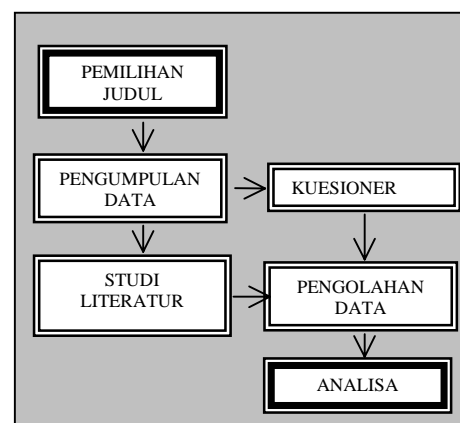 PEMILIHAN
JUDUL
PENGUMPULAN
DATA
KUESIONER
STUDI
LITERATUR
PENGOLAHAN
DATA
ANALISA